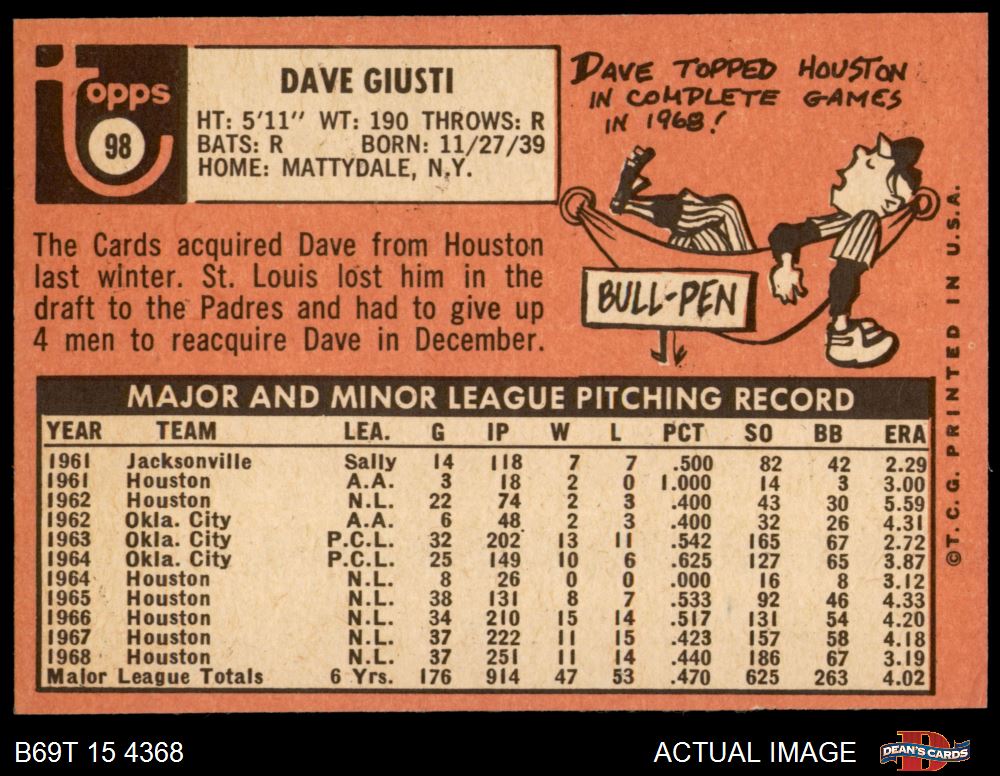 Topps
98
DAVE GIUSTI
HT: 5'11" WT: 190 THROWS: R
BATS: R BORN: 11/27/39
HOME: MATTYDALE, N.Y.
DAVE TOPPED HOUSTON
IN COMPLETE GAMES
IN 1968!
BULL-PEN
The Cards acquired Dave from Houston
last winter. St. Louis lost him in the
draft to the Padres and had to give up
4 men to reacquire Dave in December.
MAJOR AND MINOR LEAGUE PITCHING RECORD
YEAR TEAM LEA. G IP W L PCT SO BB ERA
1961 Jacksonville Sally 14 118 7 7 .500 82 42 2.29
1961 Houston A.A. 3 18 2 0 1.000 14 3 3.00
1962 Houston N.L. 22 74 2 3 .400 43 30 5.59
1962 Okla. City A.A. 6 48 2 3 .400 32 26 4.31
1963 Okla. City P.C.L. 32 202 13 11 .542 165 67 2.72
1964 Okla. City P.C.L. 25 149 10 6 .625 127 65 3.87
1964 Houston N.L. 8 26 0 0 .000 16 8 3.12
1965 Houston N.L. 38 131 8 7 .533 92 46 4.33
1966 Houston N.L. 34 210 15 14 .517 131 54 4.20
1967 Houston N.L. 37 222 11 15 .423 157 58 4.18
1968 Houston N.L. 37 251 11 14 .440 186 67 3.19
Major League Totals 6 Yrs. 176 914 47 53 .470 625 263 4.02
©T.C.G. PRINTED IN U.S.A.
B69T 15 4368
ACTUAL IMAGE
DEAN'S CARDS